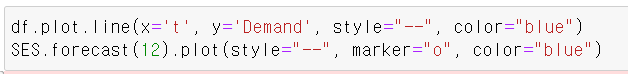 df.plot.line(x='t', y='Demand', style="--", color="blue")
SES.forecast(12).plot(style="--", marker="o", color="blue")